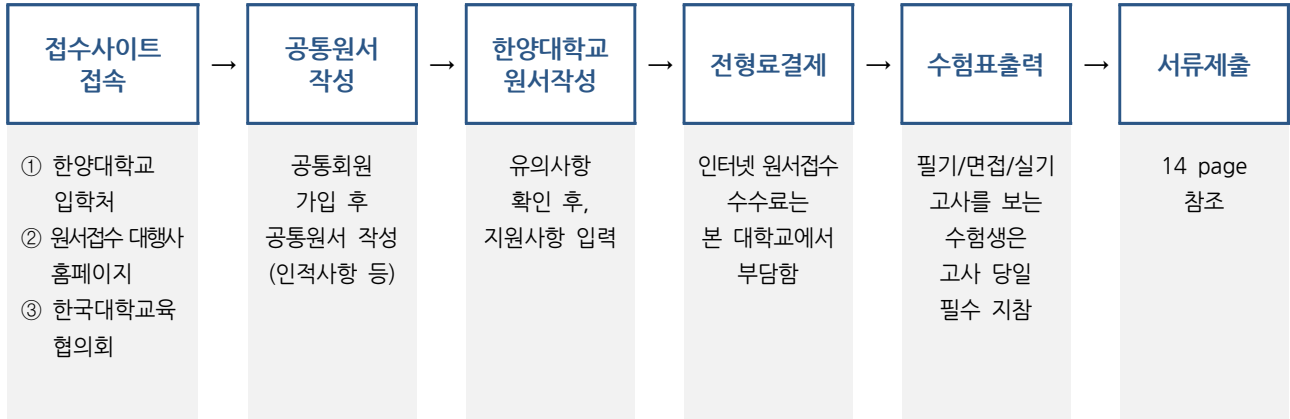 접수사이트
접속
→
공통원서
작성
→
한양대학교
원서작성
→
전형료결제
→
수험표출력
→
서류제출
① 한양대학교
입학처
② 원서접수 대행사
홈페이지
③ 한국대학교육
협의회
공통회원
가입 후
공통원서 작성
(인적사항 등)
유의사항
확인 후,
지원사항 입력
인터넷 원서접수
수수료는
본 대학교에서
부담함
필기/면접/실기
고사를 보는
수험생은
고사 당일
필수 지참
14 page
참조